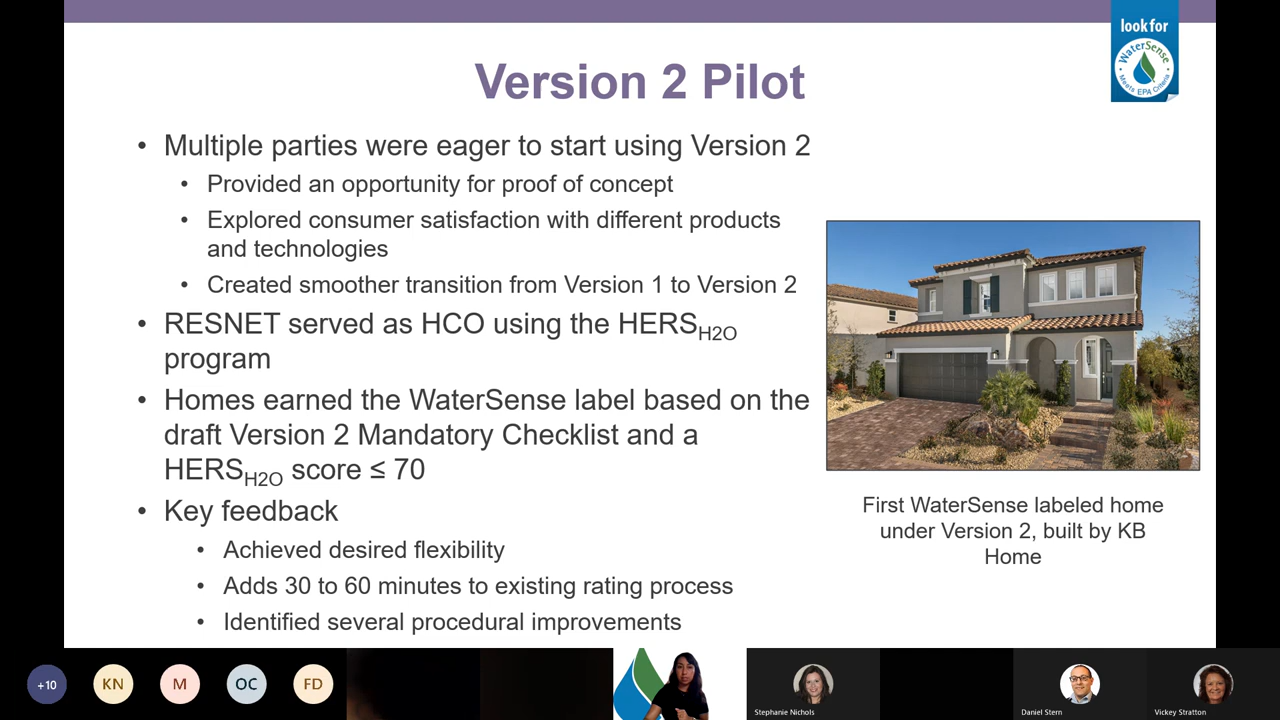 look for
WaterSense
Meets EPA Criteria
Version 2 Pilot
• Multiple parties were eager to start using Version 2
• Provided an opportunity for proof of concept
• Explored consumer satisfaction with different products
and technologies
• Created smoother transition from Version 1 to Version 2
• RESNET served as HCO using the HERSH2O
program
• Homes earned the WaterSense label based on the
draft Version 2 Mandatory Checklist and a
HERSH2O score ≤ 70
• Key feedback
• Achieved desired flexibility
• Adds 30 to 60 minutes to existing rating process
• Identified several procedural improvements
First WaterSense labeled home
under Version 2, built by KB
Home
+10
KN
M
OC
FD
Stephanie Nichols
Daniel Stern
Vickey Stratton